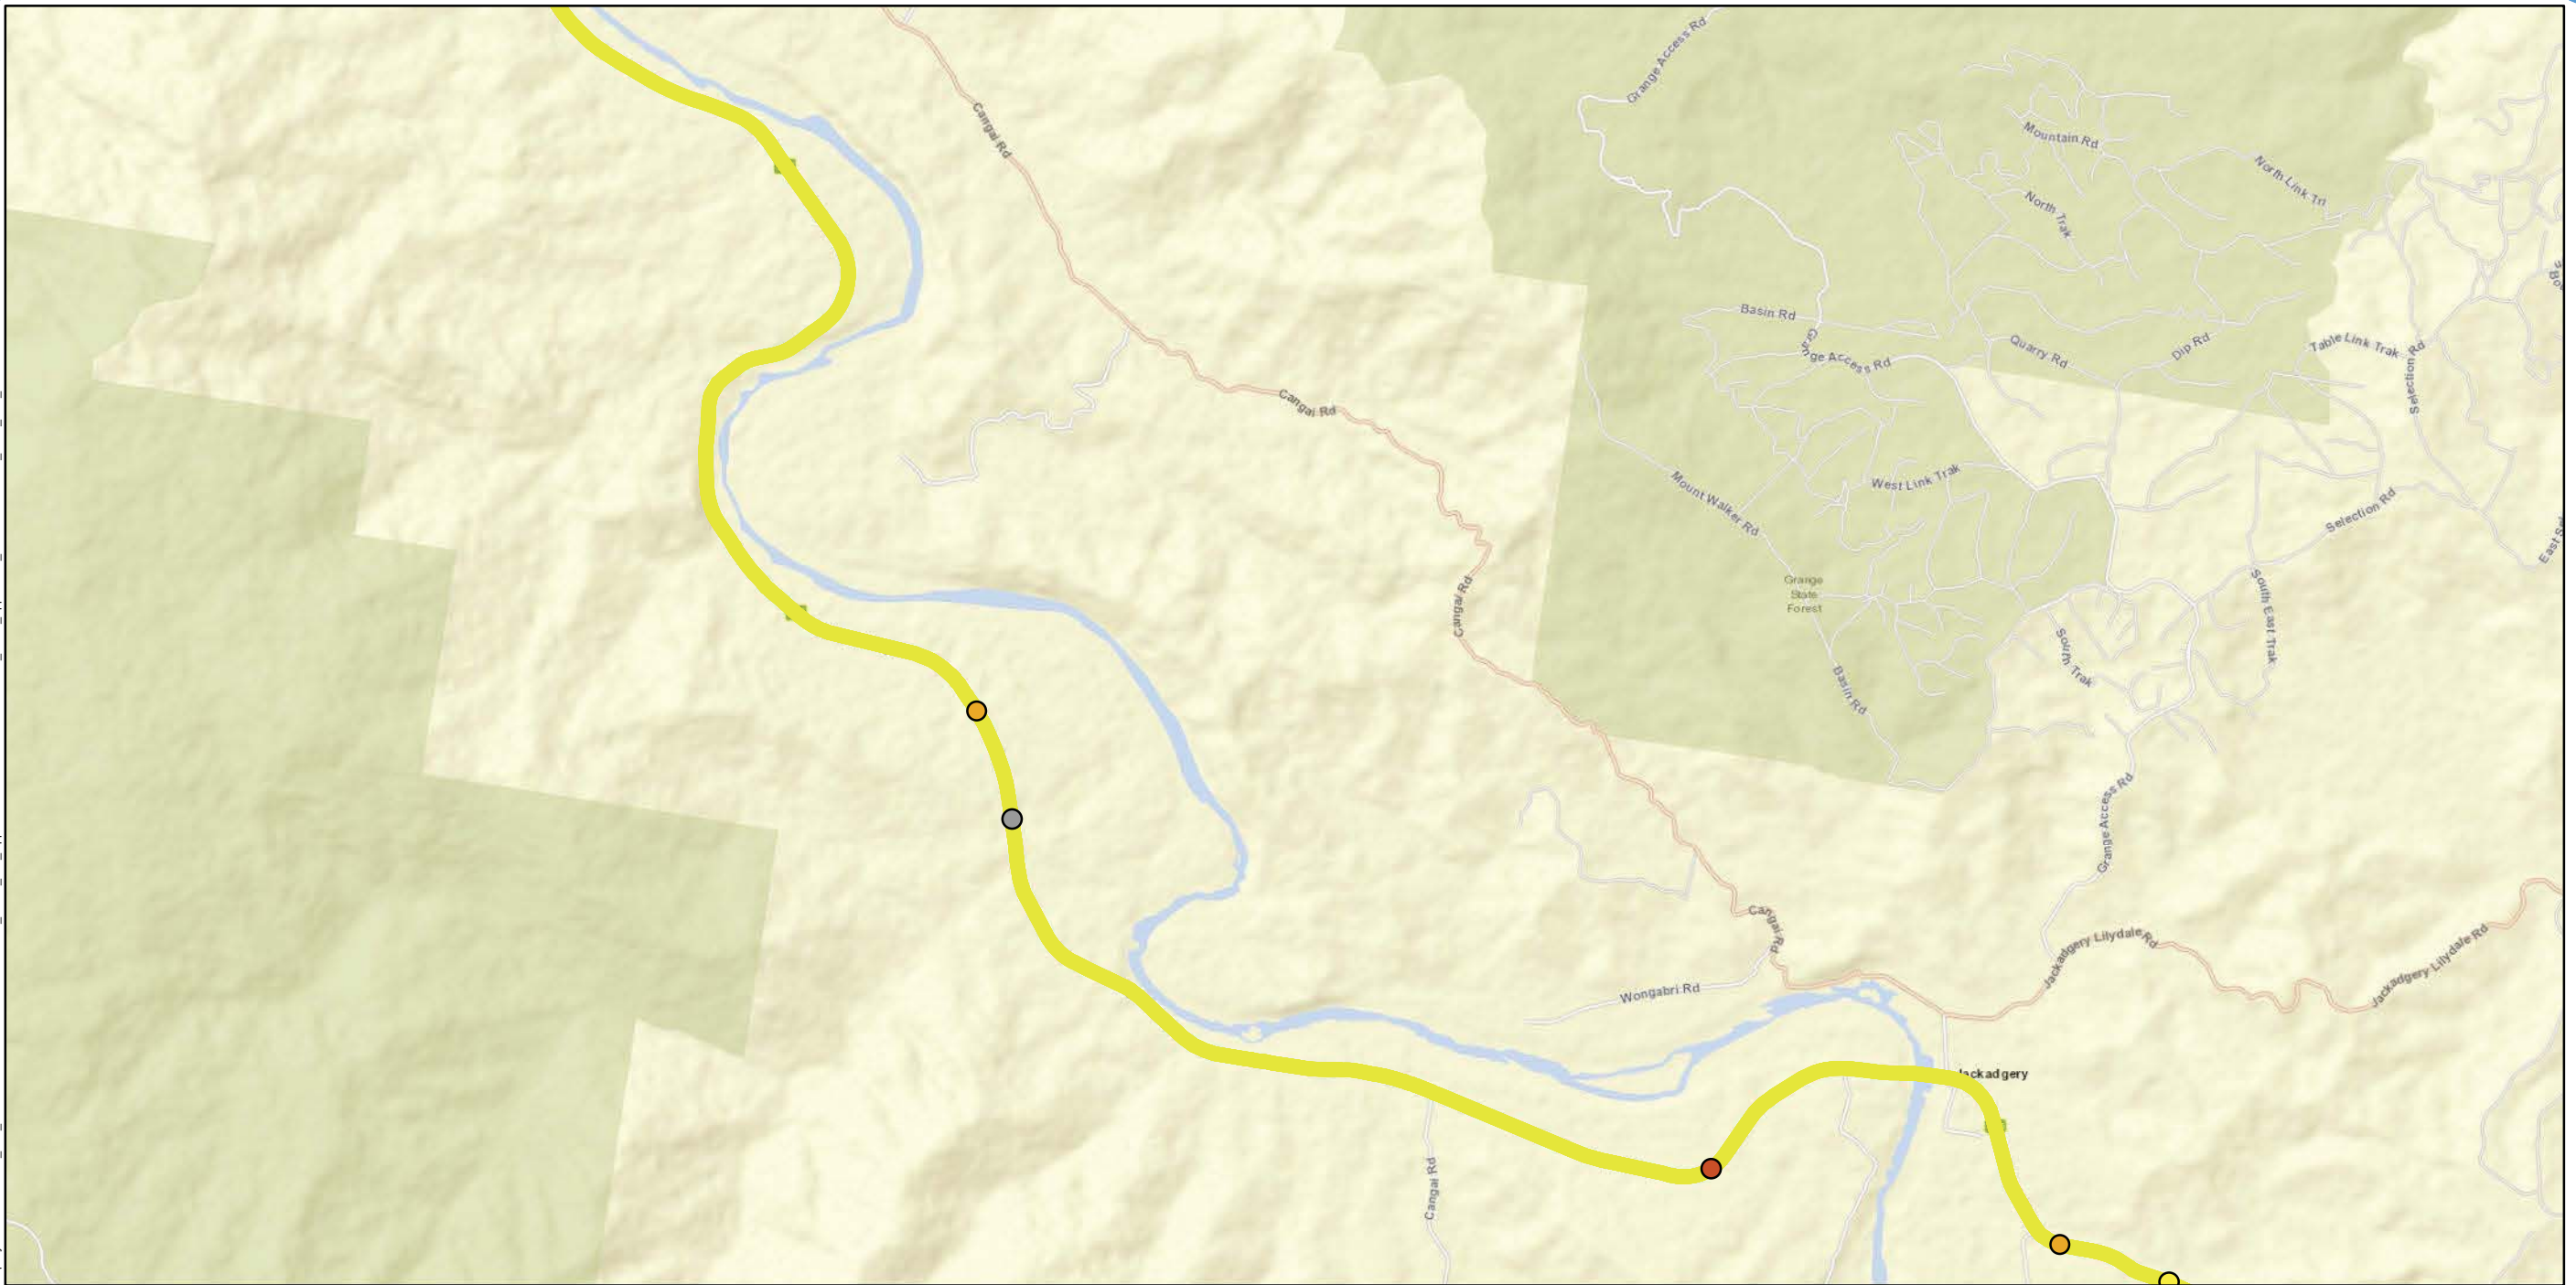 Grange Access Rd
Cangai Rd
Mountain Rd
North Link Trl
North Trak
Basin Rd
Grange Access Rd
Quarry Rd
Dip Rd
Table Link Trak
Selection Rd
Cangai Rd
West Link Trak
Mount Walker Rd
Selection Rd
Cangai Rd
Grange
State
Forest
South East Trak
South Trak
Basin Rd
Grange Access Rd
Cangai Rd
Jackadgery Lilydale Rd
Jackadgery Lilydale Rd
Wongabri Rd
Jackadgery
Cangai Rd